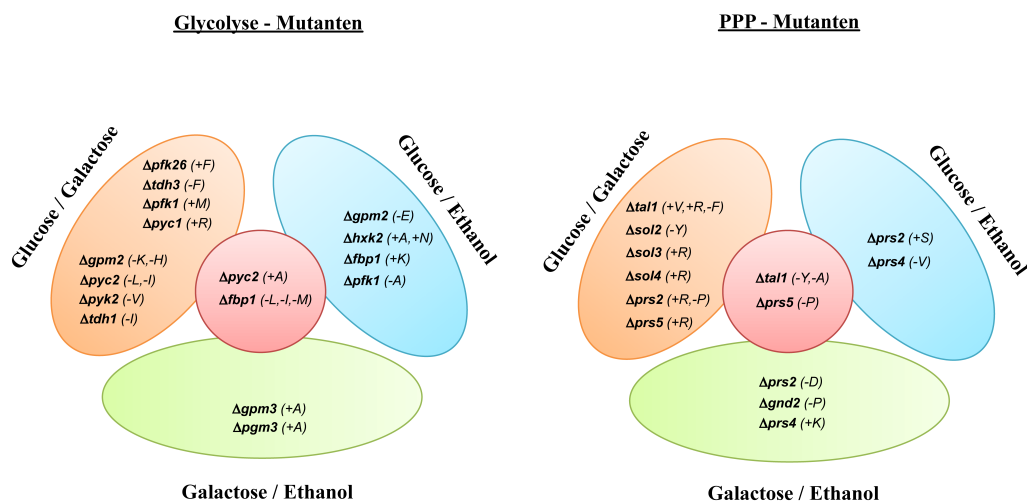 Glycolyse - Mutanten
Glucose / Galactose
Δpfk26 (+F)
Δtdh3 (-F)
Δpfk1 (+M)
Δpyc1 (+R)
Δgpm2 (-K,-H)
Δpyc2 (-L,-I)
Δpyk2 (-V)
Δtdh1 (-I)
Glucose / Ethanol
Δgpm2 (-E)
Δhxk2 (+A,+N)
Δfbp1 (+K)
Δpfk1 (-A)
Δpyc2 (+A)
Δfbp1 (-L,-I,-M)
Δgpm3 (+A)
Δpgm3 (+A)
Galactose / Ethanol
PPP - Mutanten
Glucose / Galactose
Δtal1 (+V,+R,-F)
Δsol2 (-Y)
Δsol3 (+R)
Δsol4 (+R)
Δprs2 (+R,-P)
Δprs5 (+R)
Glucose / Ethanol
Δprs2 (+S)
Δprs4 (-V)
Δtal1 (-Y,-A)
Δprs5 (-P)
Δprs2 (-D)
Δgnd2 (-P)
Δprs4 (+K)
Galactose / Ethanol